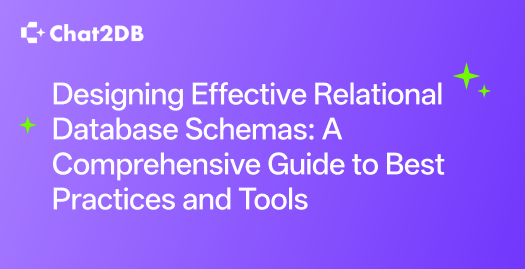 Chat2DB
Designing Effective Relational
Database Schemas: A
Comprehensive Guide to Best
Practices and Tools